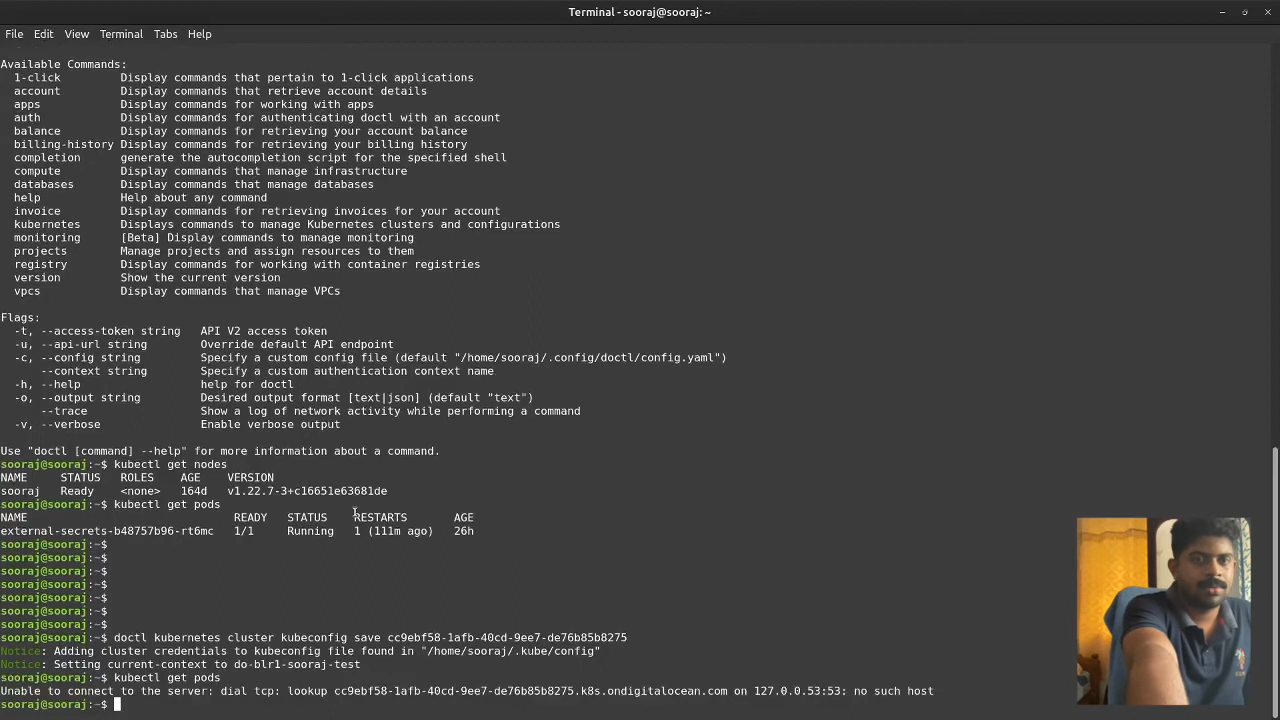 Terminal - sooraj@sooraj: ~
File Edit View Terminal Tabs Help
Available Commands:
1-click Display commands that pertain to 1-click applications
account Display commands that retrieve account details
apps Display commands for working with apps
auth Display commands for authenticating doctl with an account
balance Display commands for retrieving your account balance
billing-history Display commands for retrieving your billing history
completion generate the autocompletion script for the specified shell
compute Display commands that manage infrastructure
databases Display commands that manage databases
help Help about any command
invoice Display commands for retrieving invoices for your account
kubernetes Displays commands to manage Kubernetes clusters and configurations
monitoring [Beta] Display commands to manage monitoring
projects Manage projects and assign resources to them
registry Display commands for working with container registries
version Show the current version
vpcs Display commands that manage VPCs
Flags:
-t, --access-token string API V2 access token
-u, --api-url string Override default API endpoint
-c, --config string Specify a custom config file (default "/home/sooraj/.config/doctl/config.yaml")
--context string Specify a custom authentication context name
-h, --help help for doctl
-o, --output string Desired output format [text|json] (default "text")
--trace Show a log of network activity while performing a command
-v, --verbose Enable verbose output
Use "doctl [command] --help" for more information about a command.
sooraj@sooraj:~$ kubectl get nodes
NAME STATUS ROLES AGE VERSION
sooraj Ready <none> 164d v1.22.7-3+c16651e63681de
sooraj@sooraj:~$ kubectl get pods
NAME READY STATUS RESTARTS AGE
external-secrets-b48757b96-rt6mc 1/1 Running 1 (111m ago) 26h
sooraj@sooraj:~$
sooraj@sooraj:~$
sooraj@sooraj:~$
sooraj@sooraj:~$
sooraj@sooraj:~$
sooraj@sooraj:~$
sooraj@sooraj:~$
sooraj@sooraj:~$ doctl kubernetes cluster kubeconfig save cc9ebf58-1afb-40cd-9ee7-de76b85b8275
Notice: Adding cluster credentials to kubeconfig file found in "/home/sooraj/.kube/config"
Notice: Setting current-context to do-blr1-sooraj-test
sooraj@sooraj:~$ kubectl get pods
Unable to connect to the server: dial tcp: lookup cc9ebf58-1afb-40cd-9ee7-de76b85b8275.k8s.ondigitalocean.com on 127.0.0.53:53: no such host
sooraj@sooraj:~$